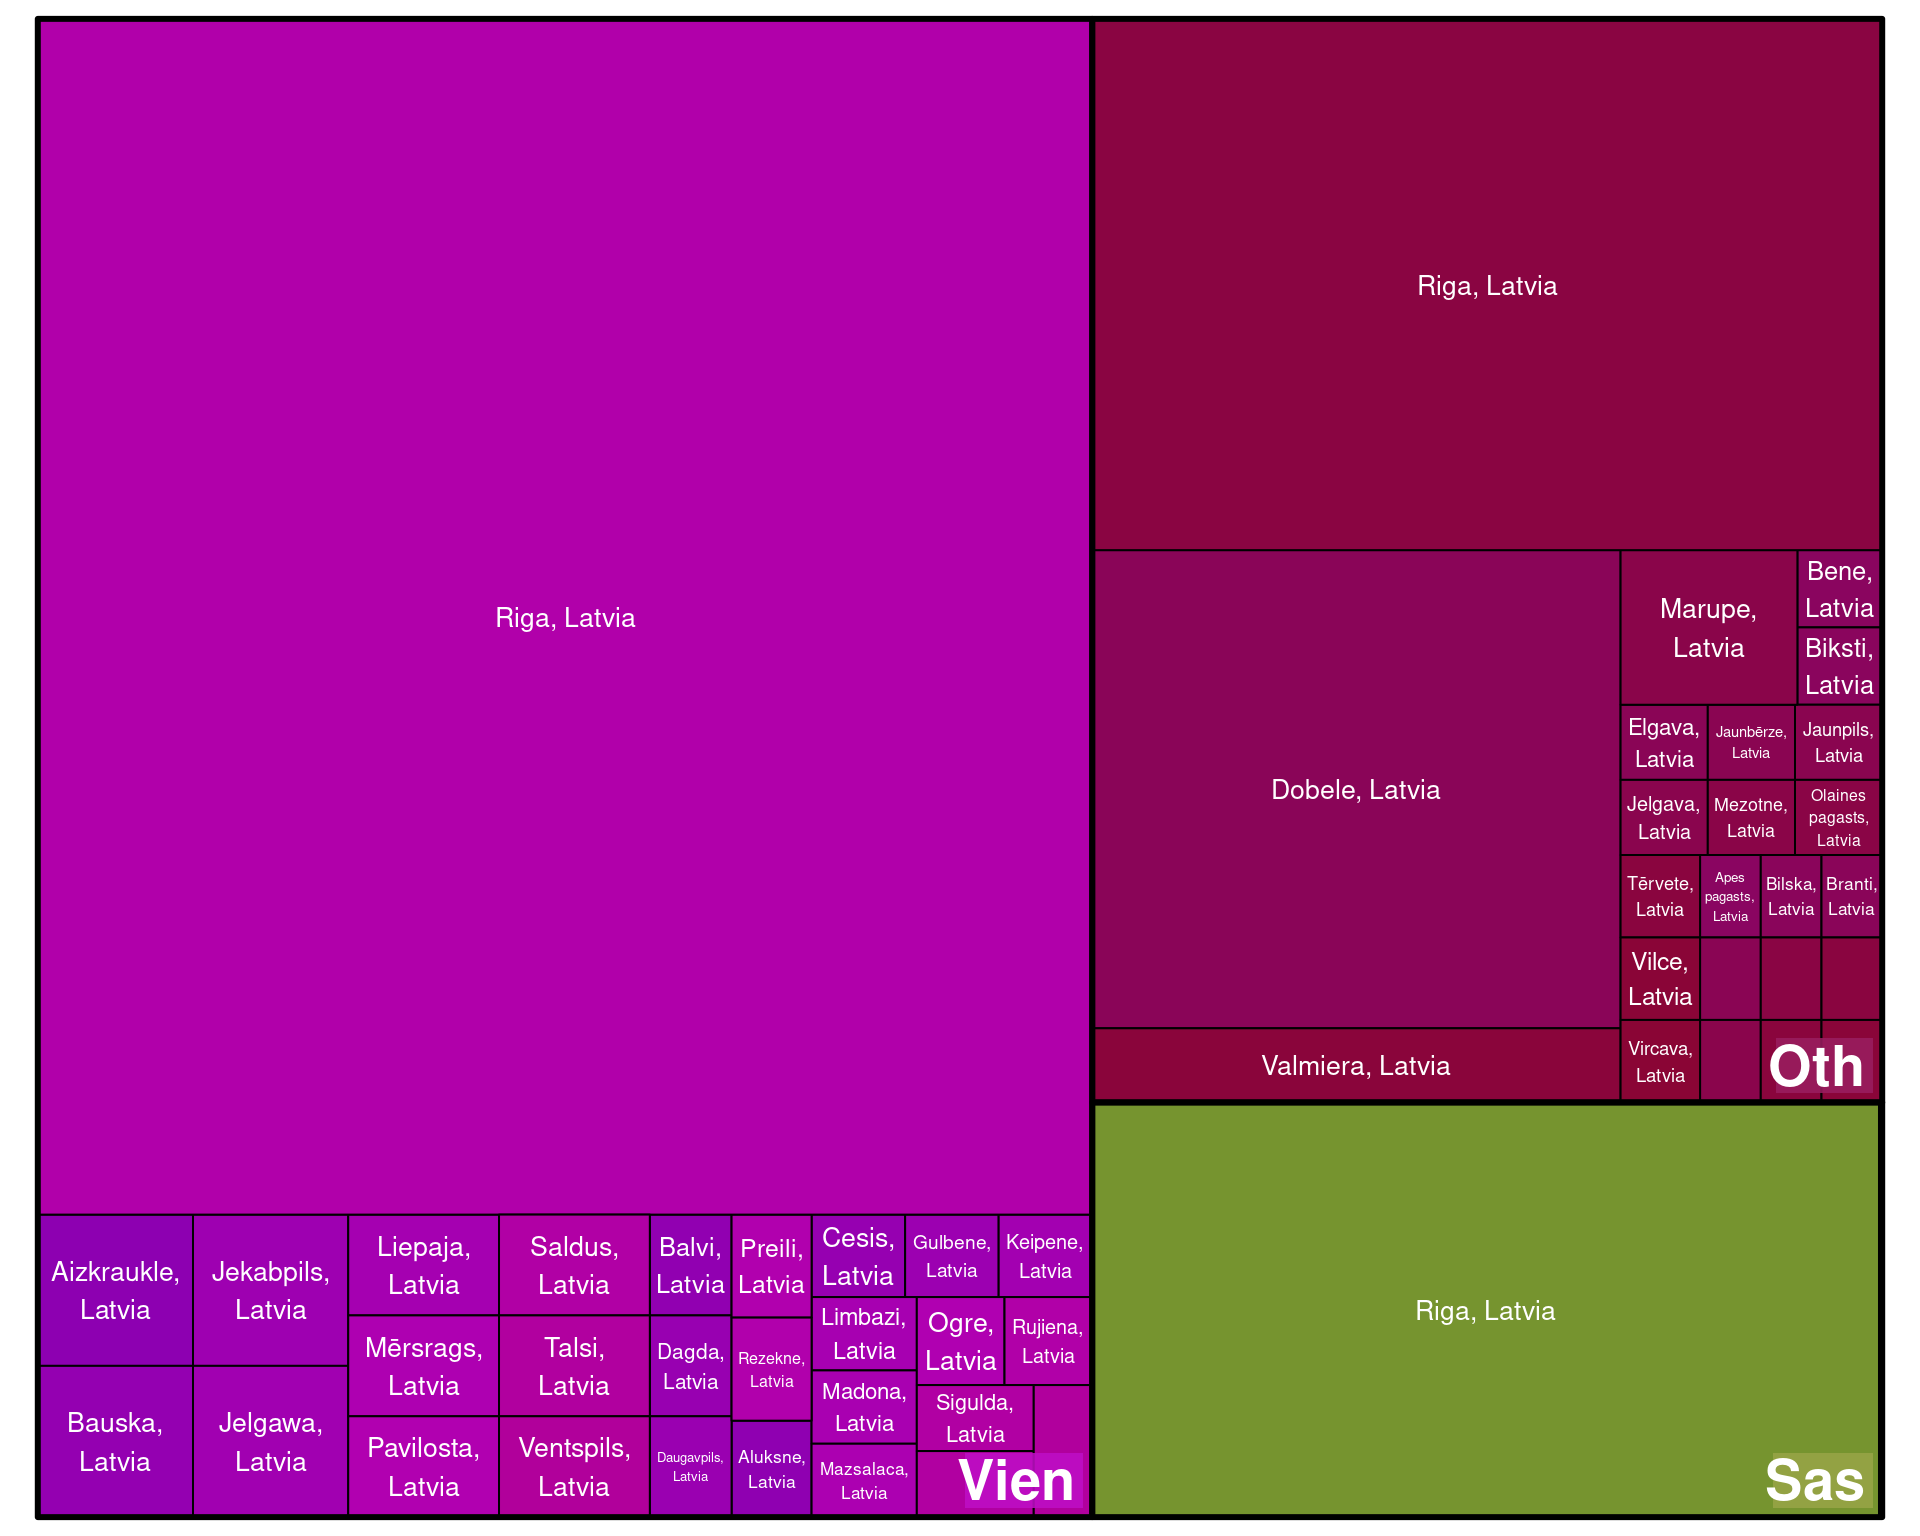 Riga, Latvia
Aizkraukle,
Latvia
Bauska,
Latvia
Jekabpils,
Latvia
Jelgawa,
Latvia
Liepaja,
Latvia
Mērsrags,
Latvia
Pavilosta,
Latvia
Saldus,
Latvia
Talsi,
Latvia
Ventspils,
Latvia
Balvi,
Latvia
Dagda,
Latvia
Daugavpils,
Latvia
Preili,
Latvia
Rezekne,
Latvia
Aluksne,
Latvia
Cesis,
Latvia
Gulbene,
Latvia
Keipene,
Latvia
Limbazi,
Latvia
Madona,
Latvia
Mazsalaca,
Latvia
Ogre,
Latvia
Rujiena,
Latvia
Sigulda,
Latvia
Vien
Riga, Latvia
Dobele, Latvia
Valmiera, Latvia
Marupe,
Latvia
Bene,
Latvia
Biksti,
Latvia
Elgava,
Latvia
Jaunbērze,
Latvia
Jaunpils,
Latvia
Jelgava,
Latvia
Mezotne,
Latvia
Olaines
pagasts,
Latvia
Tērvete,
Latvia
Vilce,
Latvia
Vircava,
Latvia
Apes
pagasts,
Latvia
Bilska,
Latvia
Branti,
Latvia
Oth
Riga, Latvia
Sas